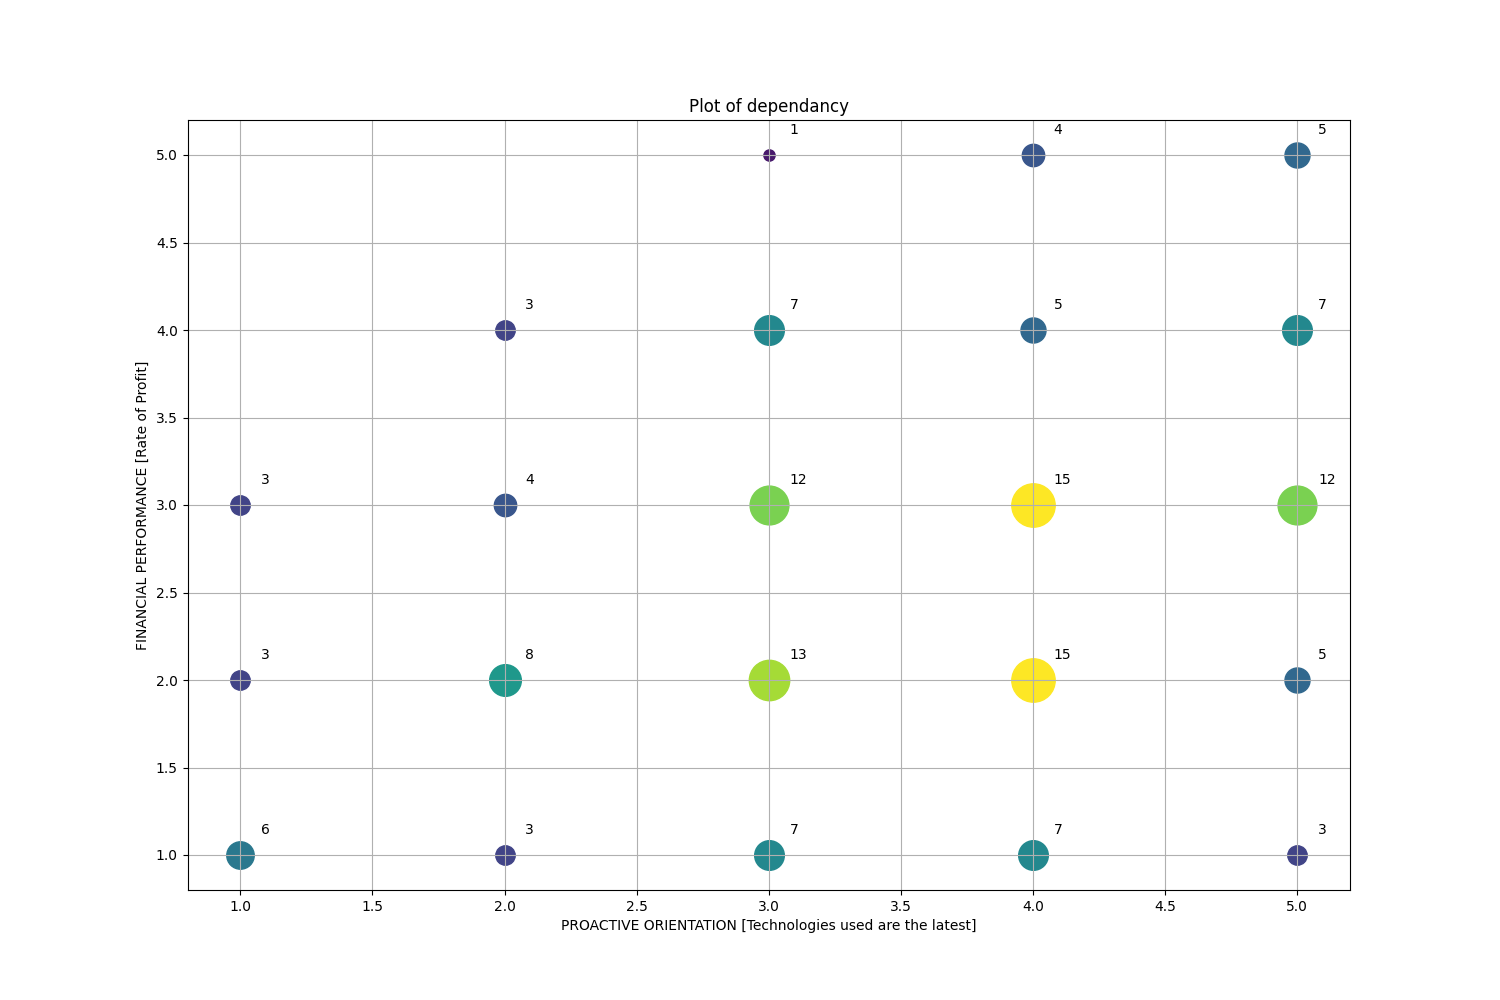 Plot of dependancy
1 4 5
5.0
4.5
3 7 5 7
4.0
3.5
3 4 12 15 12
3.0
2.5
3 8 13 15 5
2.0
1.5
6 3 7 7 3
1.0
FINANCIAL PERFORMANCE [Rate of Profit]
1.0 1.5 2.0 2.5 3.0 3.5 4.0 4.5 5.0
PROACTIVE ORIENTATION [Technologies used are the latest]